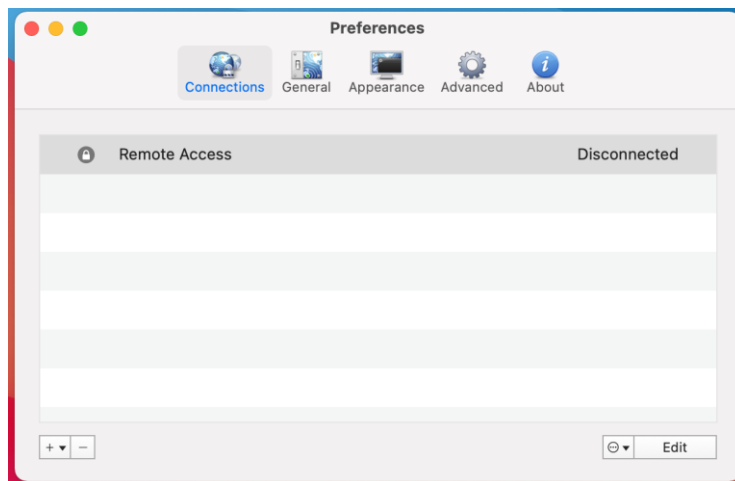 Preferences
Connections General Appearance Advanced About
Remote Access Disconnected
Edit